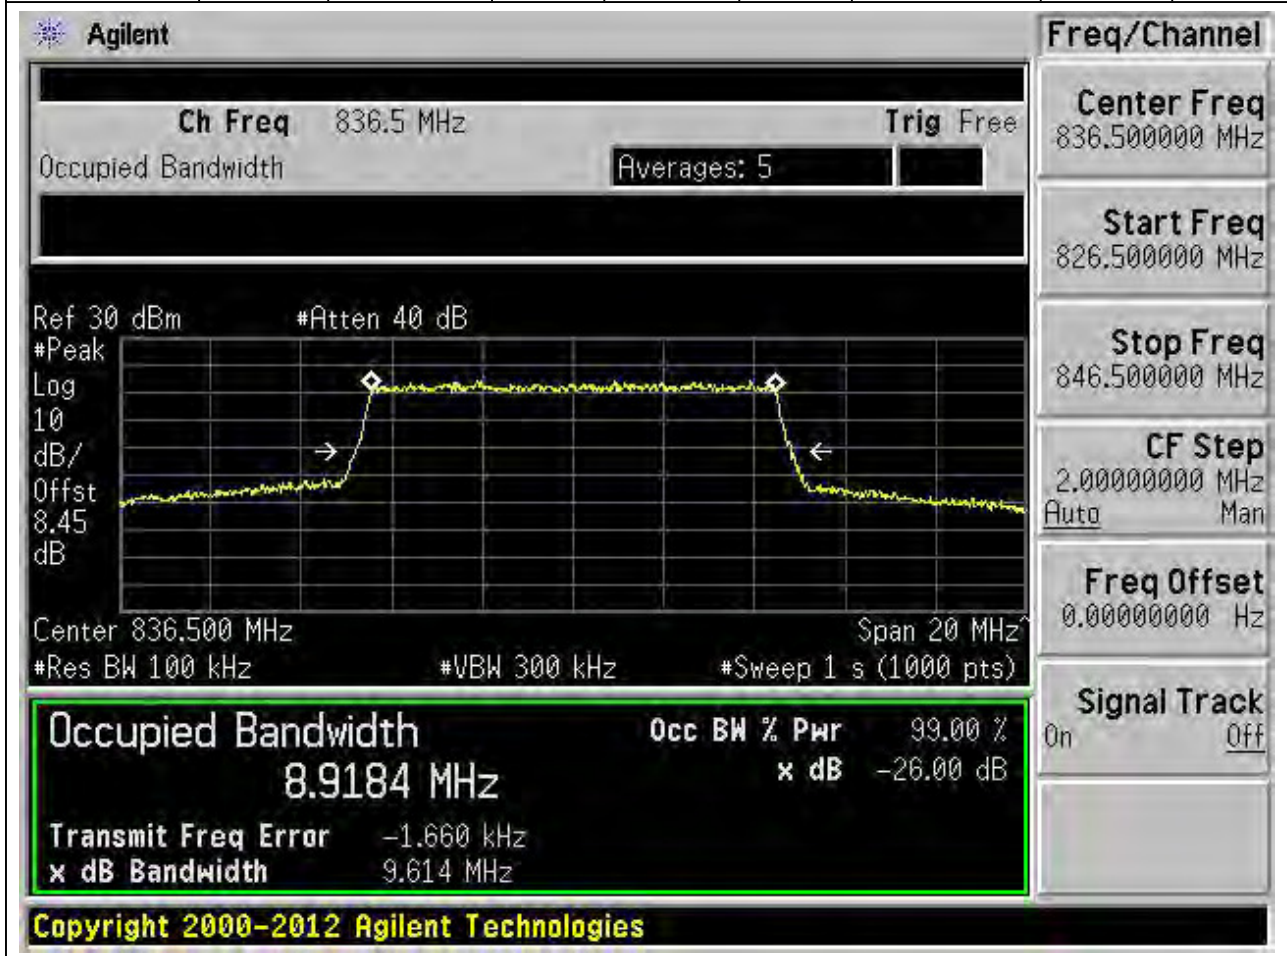 Agilent
Freq/Channel
Ch Freq 836.5 MHz Trig Free
Occupied Bandwidth Averages: 5
Ref 30 dBm #Atten 40 dB
#Peak
Log
10
dB/
Offst
8.45
dB
Center 836.500 MHz Span 20 MHz^
#Res BW 100 kHz #VBW 300 kHz #Sweep 1 s (1000 pts)
Occupied Bandwidth Occ BW % Pwr 99.00 %
8.9184 MHz x dB -26.00 dB
Transmit Freq Error -1.660 kHz
x dB Bandwidth 9.614 MHz
Copyright 2000-2012 Agilent Technologies
Center Freq
836.500000 MHz
Start Freq
826.500000 MHz
Stop Freq
846.500000 MHz
CF Step
2.00000000 MHz
Auto Man
Freq Offset
0.00000000 Hz
Signal Track
On Off